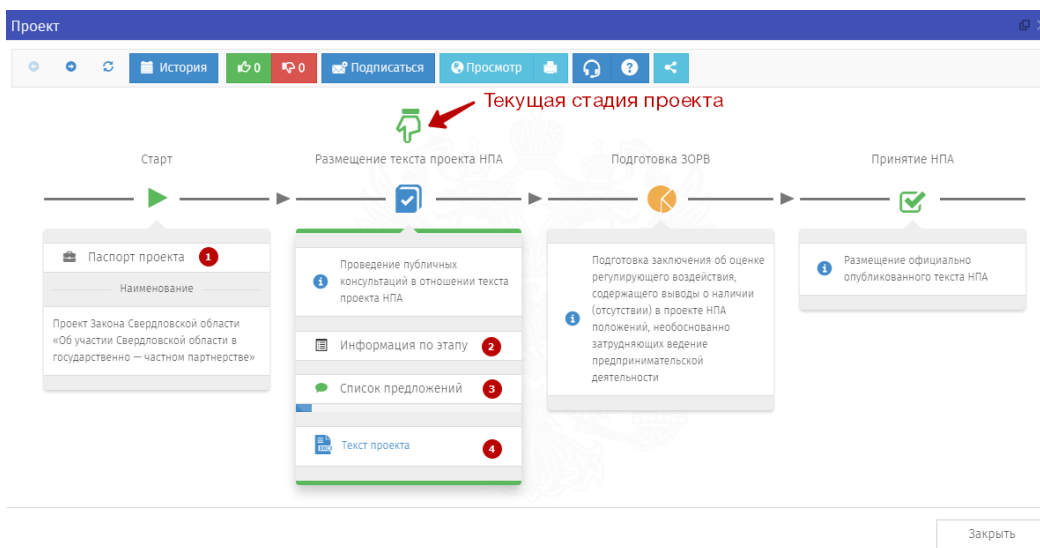 Проект
История
0
0
Подписаться
Просмотр
?
Текущая стадия проекта
Старт
Размещение текста проекта НПА
Подготовка ЗОРВ
Принятие НПА
Паспорт проекта 1
Наименование
Проект Закона Свердловской области
«Об участии Свердловской области в
государственно — частном партнерстве»
Проведение публичных
консультаций в отношении текста
проекта НПА
Информация по этапу 2
Список предложений 3
Текст проекта 4
Подготовка заключения об оценке
регулирующего воздействия,
содержащего выводы о наличии
(отсутствии) в проекте НПА
положений, необоснованно
затрудняющих ведение
предпринимательской
деятельности
Размещение официально
опубликованного текста НПА
Закрыть